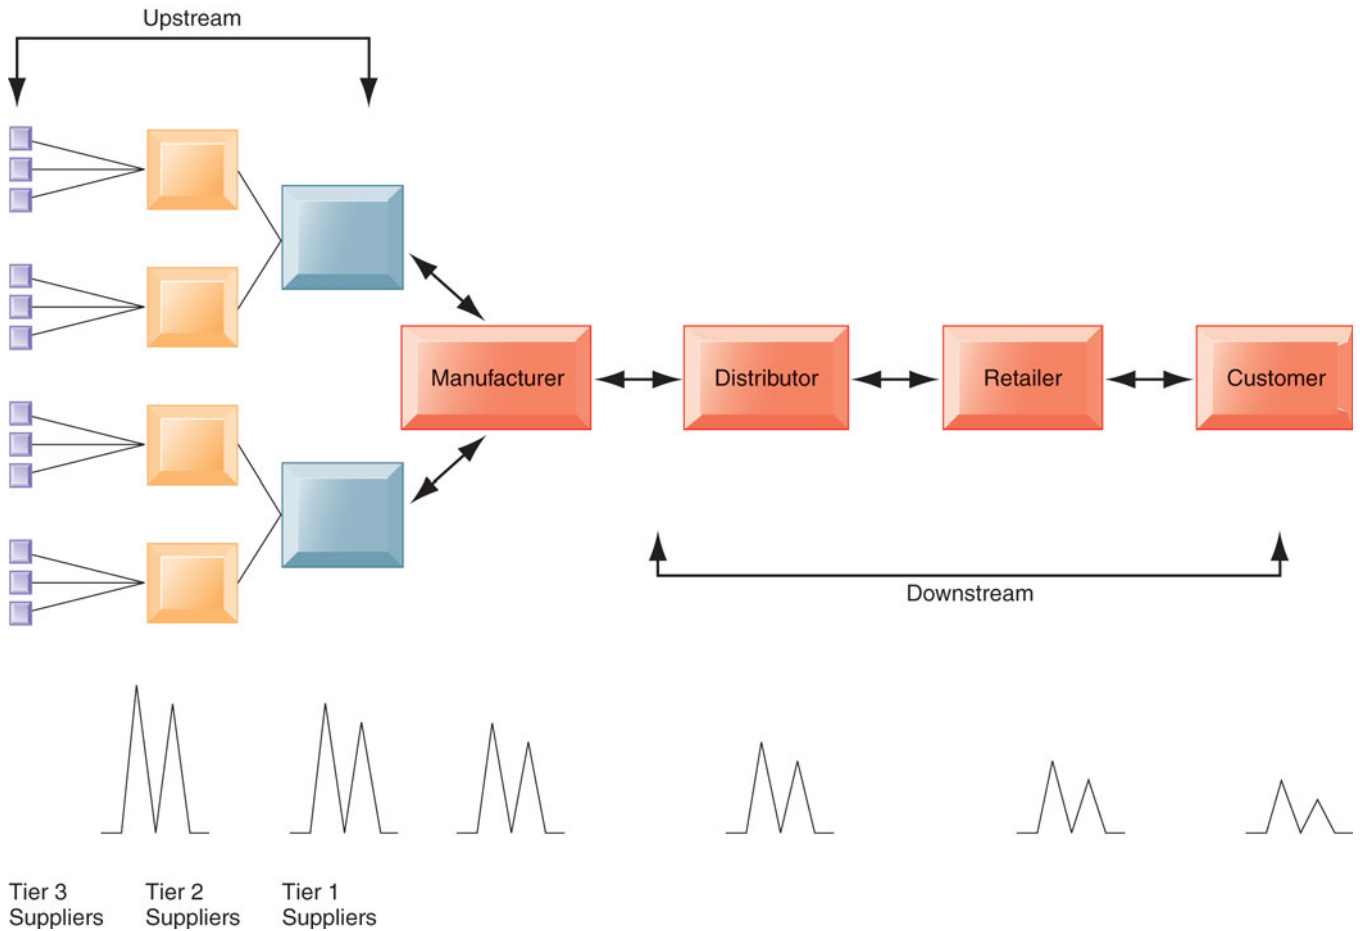 Upstream
Manufacturer
Distributor
Retailer
Customer
Downstream
Tier 3
Suppliers
Tier 2
Suppliers
Tier 1
Suppliers